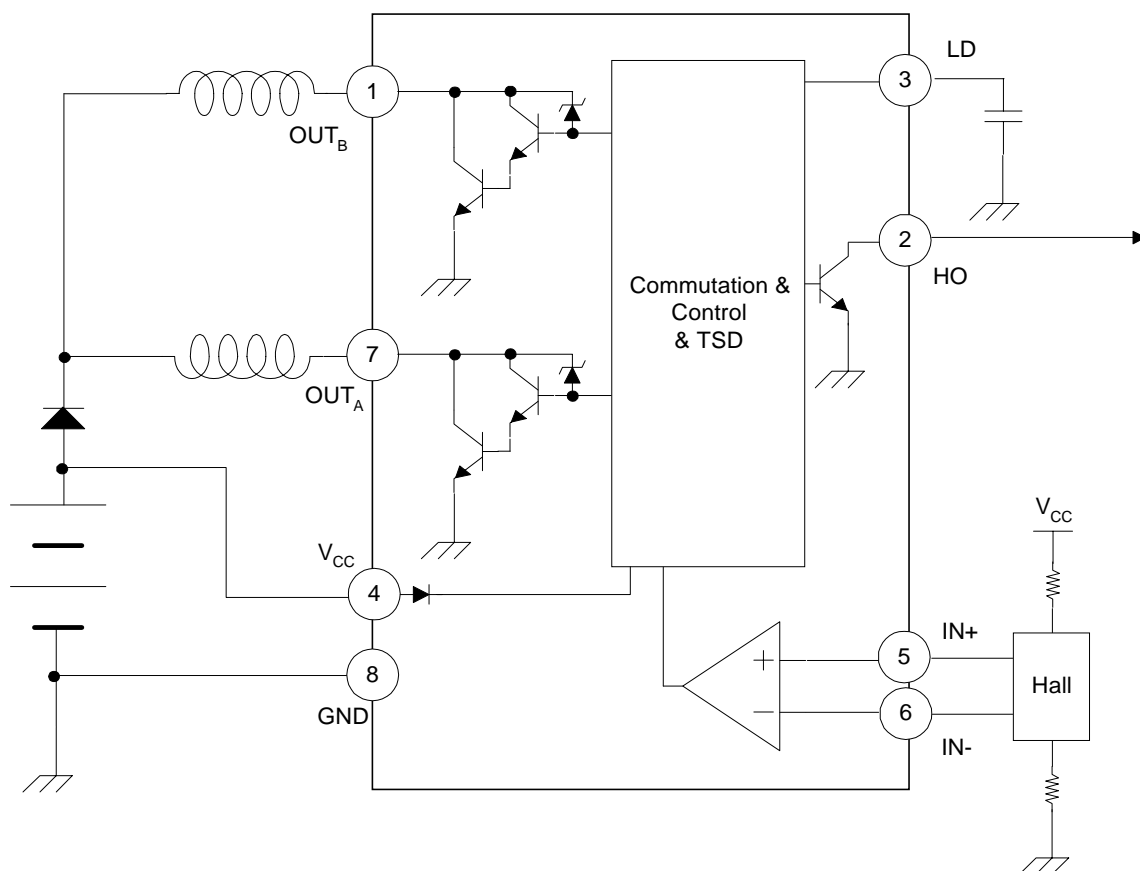 LD
3
1
OUT_B
2
HO
Commutation &
Control
& TSD
7
OUT_A
V_CC
V_CC
4
IN+
5
Hall
8
GND
6
IN-